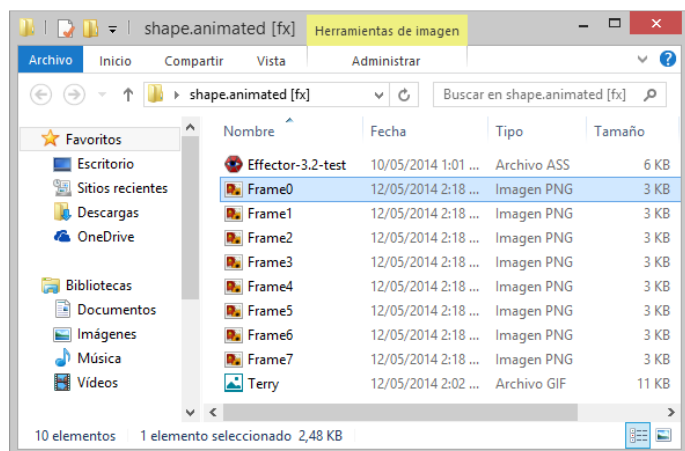 shape.animated [fx] Herramientas de imagen
Archivo Inicio Compartir Vista Administrar
shape.animated [fx] Buscar en shape.animated [fx]
Favoritos
Escritorio
Sitios recientes
Descargas
OneDrive
Bibliotecas
Documentos
Imágenes
Música
Vídeos
Nombre Fecha Tipo Tamaño
Effector-3.2-test 10/05/2014 1:01 ... Archivo ASS 6 KB
Frame0 12/05/2014 2:18 ... Imagen PNG 3 KB
Frame1 12/05/2014 2:18 ... Imagen PNG 3 KB
Frame2 12/05/2014 2:18 ... Imagen PNG 3 KB
Frame3 12/05/2014 2:18 ... Imagen PNG 3 KB
Frame4 12/05/2014 2:18 ... Imagen PNG 3 KB
Frame5 12/05/2014 2:18 ... Imagen PNG 3 KB
Frame6 12/05/2014 2:18 ... Imagen PNG 3 KB
Frame7 12/05/2014 2:18 ... Imagen PNG 3 KB
Terry 12/05/2014 2:02 ... Archivo GIF 11 KB
10 elementos 1 elemento seleccionado 2,48 KB